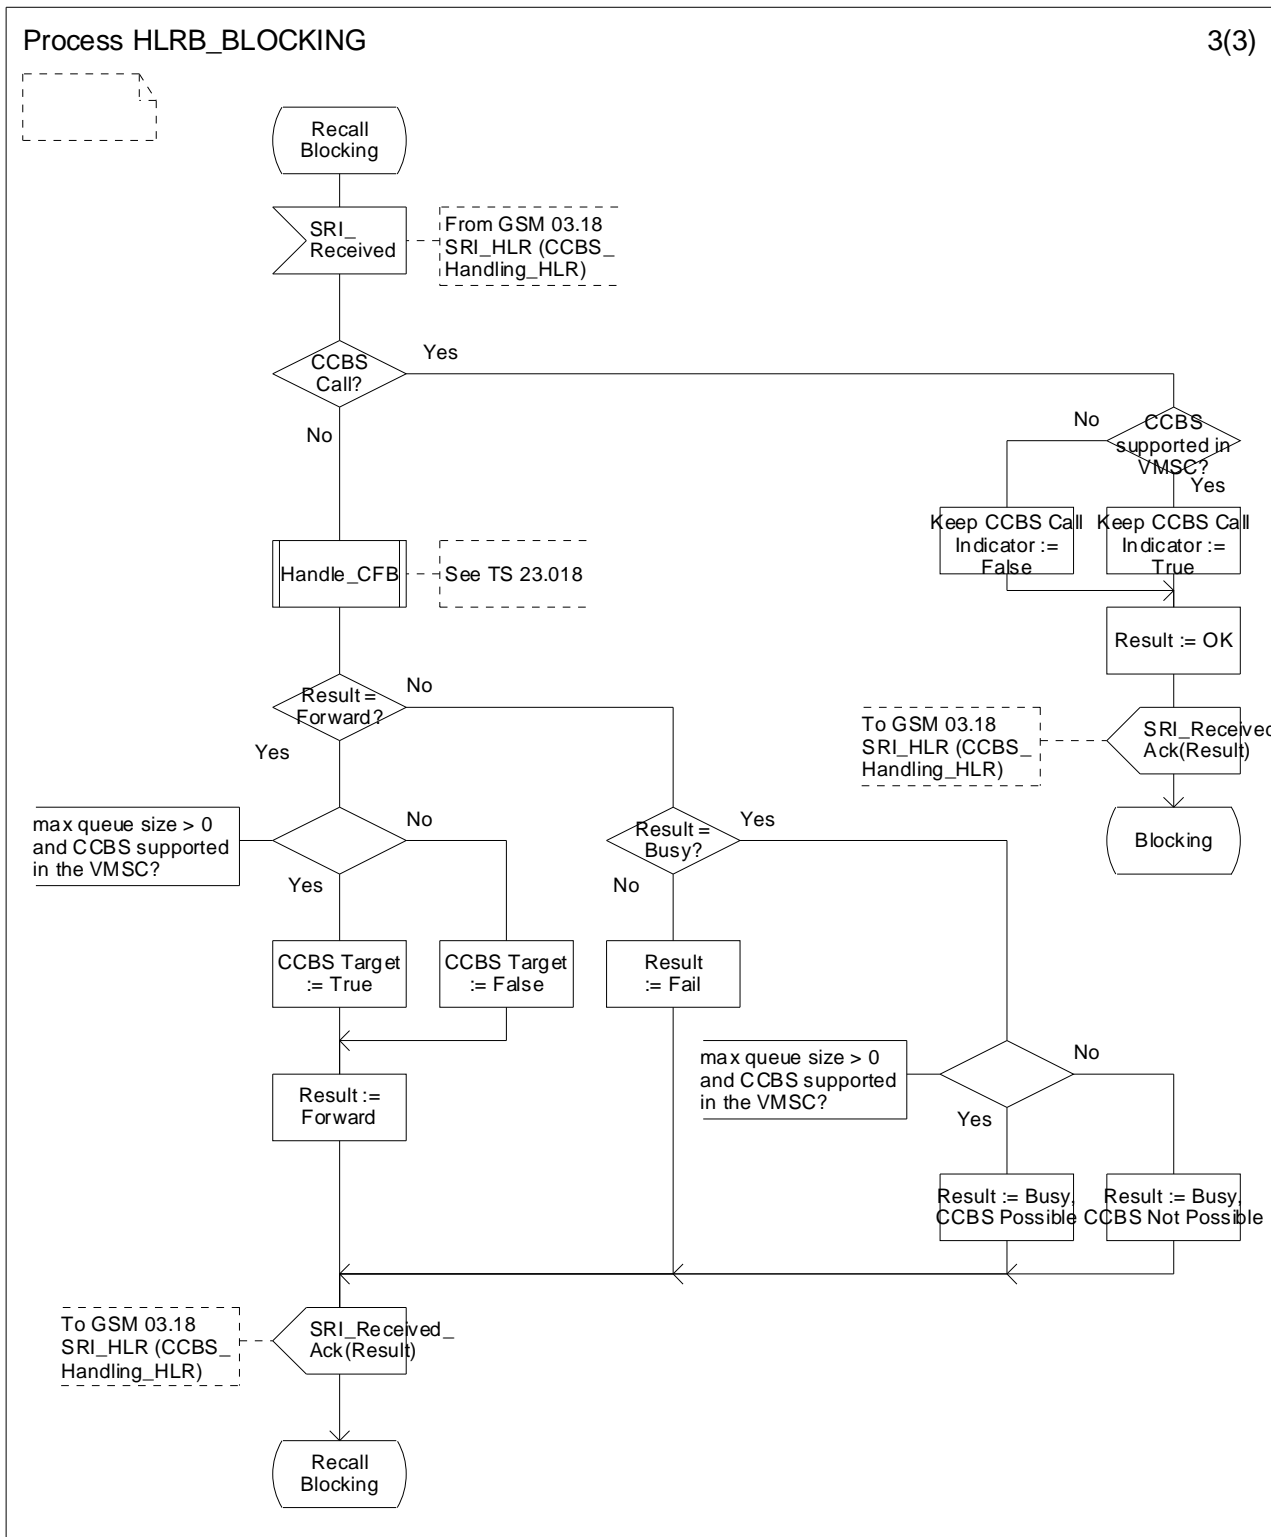 Process HLRB_BLOCKING
3(3)
Recall
Blocking
SRI_
Received
From GSM 03.18
SRI_HLR (CCBS_
Handling_HLR)
CCBS
Call?
Yes
No
CCBS
supported in
VMSC?
No
Yes
Keep CCBS Call
Indicator :=
False
Keep CCBS Call
Indicator :=
True
Handle_CFB
See TS 23.018
Result := OK
Result =
Forward?
No
Yes
To GSM 03.18
SRI_HLR (CCBS_
Handling_HLR)
SRI_Received
Ack(Result)
Blocking
max queue size > 0
and CCBS supported
in the VMSC?
No
Yes
Result =
Busy?
Yes
No
CCBS Target
:= True
CCBS Target
:= False
Result
:= Fail
Result :=
Forward
max queue size > 0
and CCBS supported
in the VMSC?
No
Yes
Result := Busy,
CCBS Possible
Result := Busy,
CCBS Not Possible
To GSM 03.18
SRI_HLR (CCBS_
Handling_HLR)
SRI_Received_
Ack(Result)
Recall
Blocking